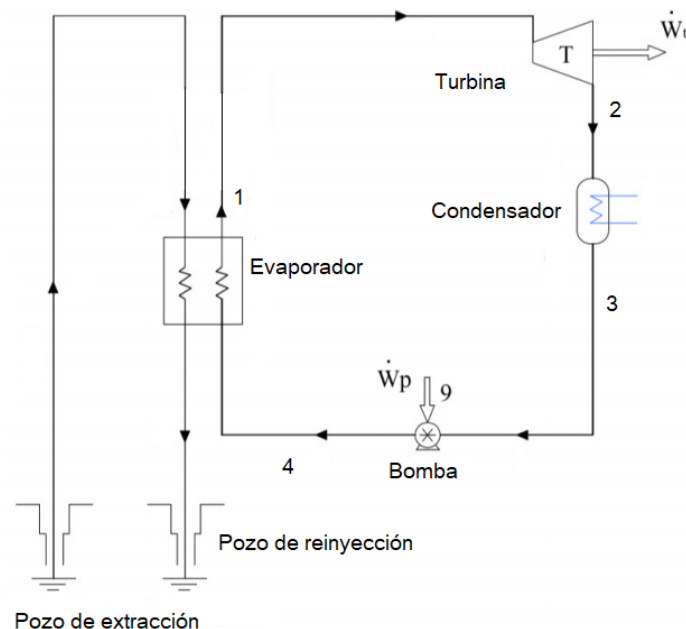 Ẇt
T
Turbina
2
Condensador
1
Evaporador
3
Ẇp
9
4
Bomba
Pozo de reinyección
Pozo de extracción